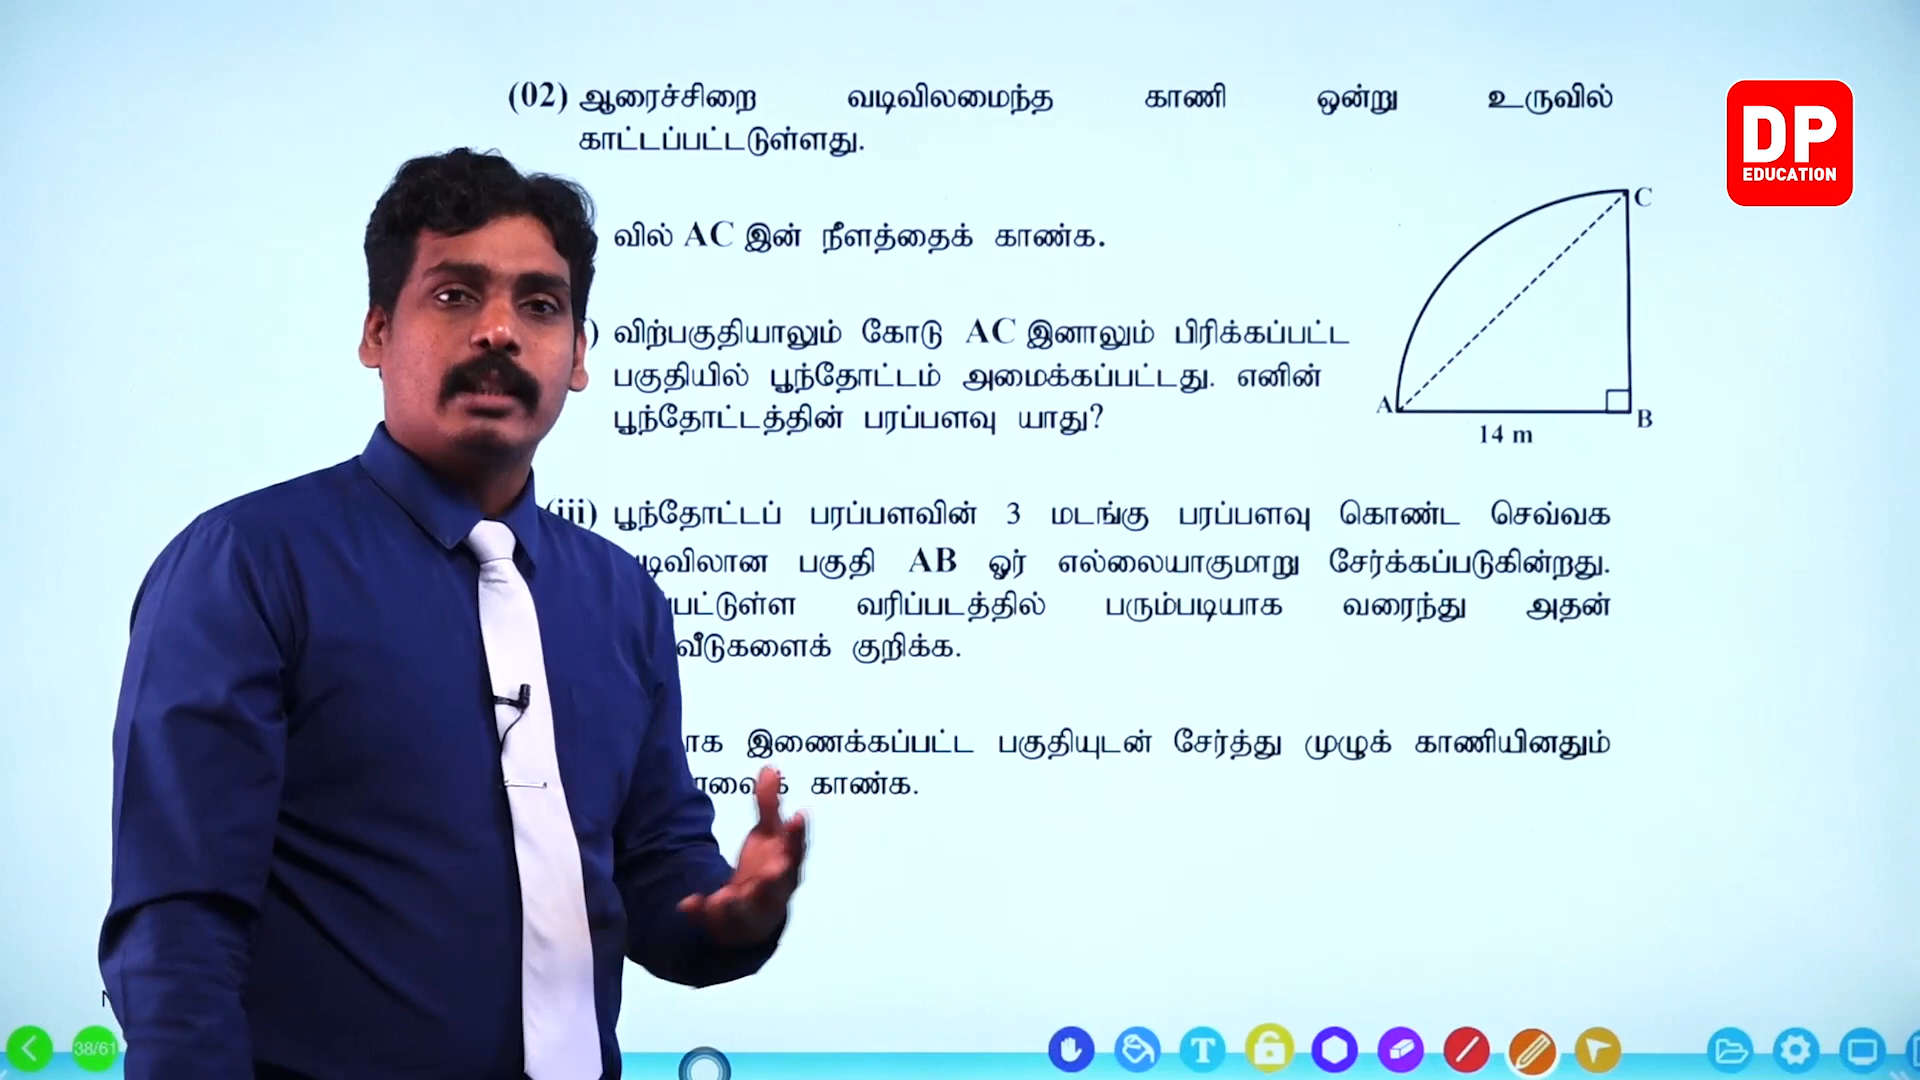 (02) ஆரைச்சிறை வடிவிலமைந்த காணி ஒன்று உருவில்
காட்டப்பட்டடுள்ளது.
வில் AC இன் நீளத்தைக் காண்க.
விற்பகுதியாலும் கோடு AC இனாலும் பிரிக்கப்பட்ட
பகுதியில் பூந்தோட்டம் அமைக்கப்பட்டது. எனின்
பூந்தோட்டத்தின் பரப்பளவு யாது?
(iii) பூந்தோட்டப் பரப்பளவின் 3 மடங்கு பரப்பளவு கொண்ட செவ்வக
பகுதி AB ஓர் எல்லையாகுமாறு சேர்க்கப்படுகின்றது.
வரிப்படத்தில் பரும்படியாக வரைந்து அதன்
குறிக்க.
இணைக்கப்பட்ட பகுதியுடன் சேர்த்து முழுக் காணியினதும்
காண்க.
C
A
B
14 m
DP
EDUCATION
38/61
T